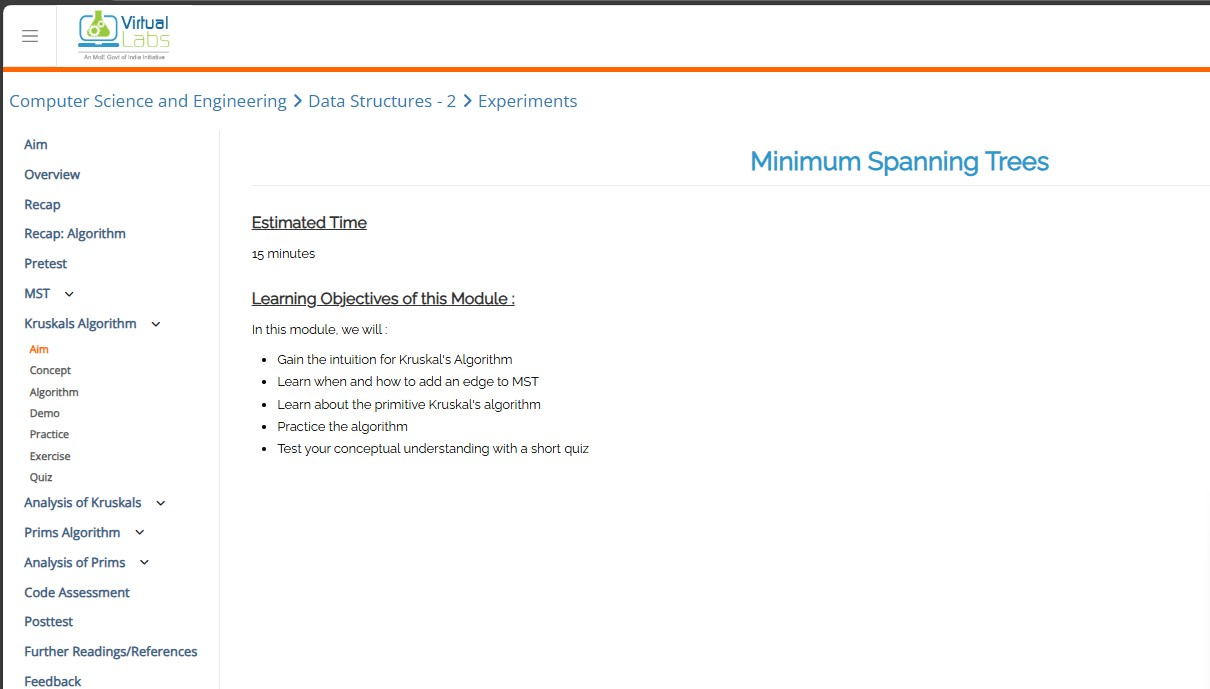 Virtual
Labs
An MoE Govt of India Initiative
Computer Science and Engineering > Data Structures - 2 > Experiments
Aim
Overview
Recap
Recap: Algorithm
Pretest
MST
Kruskals Algorithm
Aim
Concept
Algorithm
Demo
Practice
Exercise
Quiz
Analysis of Kruskals
Prims Algorithm
Analysis of Prims
Code Assessment
Posttest
Further Readings/References
Feedback
Minimum Spanning Trees
Estimated Time
15 minutes
Learning Objectives of this Module :
In this module, we will :
• Gain the intuition for Kruskal's Algorithm
• Learn when and how to add an edge to MST
• Learn about the primitive Kruskal's algorithm
• Practice the algorithm
• Test your conceptual understanding with a short quiz